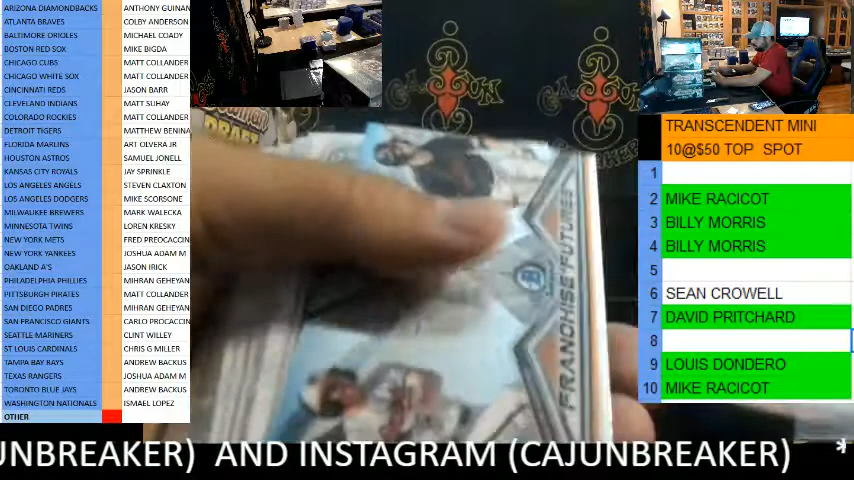 ARIZONA DIAMONDBACKS ANTHONY GUINAN
ATLANTA BRAVES COLBY ANDERSON
BALTIMORE ORIOLES MICHAEL COADY
BOSTON RED SOX MIKE BIGDA
CHICAGO CUBS MATT COLLANDER
CHICAGO WHITE SOX MATT COLLANDER
CINCINNATI REDS JASON BARR
CLEVELAND INDIANS MATT SUHAY
COLORADO ROCKIES MATT COLLANDER
DETROIT TIGERS MATTHEW BENINA
FLORIDA MARLINS ART OLVERA JR
HOUSTON ASTROS SAMUEL JONELL
KANSAS CITY ROYALS JAY SPRINKLE
LOS ANGELES ANGELS STEVEN CLAXTON
LOS ANGELES DODGERS MIKE SCORSONE
MILWAUKEE BREWERS MARK WALECKA
MINNESOTA TWINS LOREN KRESKY
NEW YORK METS FRED PREOCACCIN
NEW YORK YANKEES JOSHUA ADAM M
OAKLAND A'S JASON IRICK
PHILADELPHIA PHILLIES MIHRAN GEHEYAN
PITTSBURGH PIRATES MATT COLLANDER
SAN DIEGO PADRES MIHRAN GEHEYAN
SAN FRANCISCO GIANTS CARLO PROCACCIN
SEATTLE MARINERS CLINT WILLEY
ST LOUIS CARDINALS CHRIS G MILLER
TAMPA BAY RAYS ANDREW BACKUS
TEXAS RANGERS JOSHUA ADAM M
TORONTO BLUE JAYS ANDREW BACKUS
WASHINGTON NATIONALS ISMAEL LOPEZ
OTHER
DRAFT
FRANCHISE FUTURES
TRANSCENDENT MINI
10@$50 TOP SPOT
1
2 MIKE RACICOT
3 BILLY MORRIS
4 BILLY MORRIS
5
6 SEAN CROWELL
7 DAVID PRITCHARD
8
9 LOUIS DONDERO
10 MIKE RACICOT
UNBREAKER) AND INSTAGRAM (CAJUNBREAKER) *